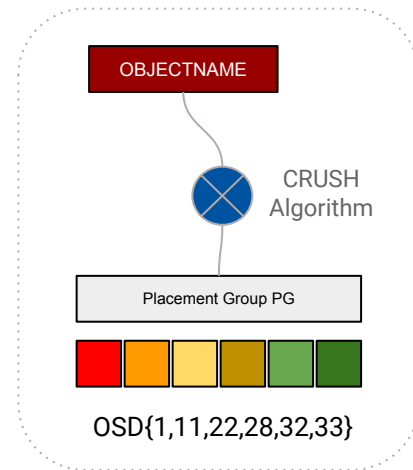 OBJECTNAME
CRUSH
Algorithm
Placement Group PG
OSD{1,11,22,28,32,33}